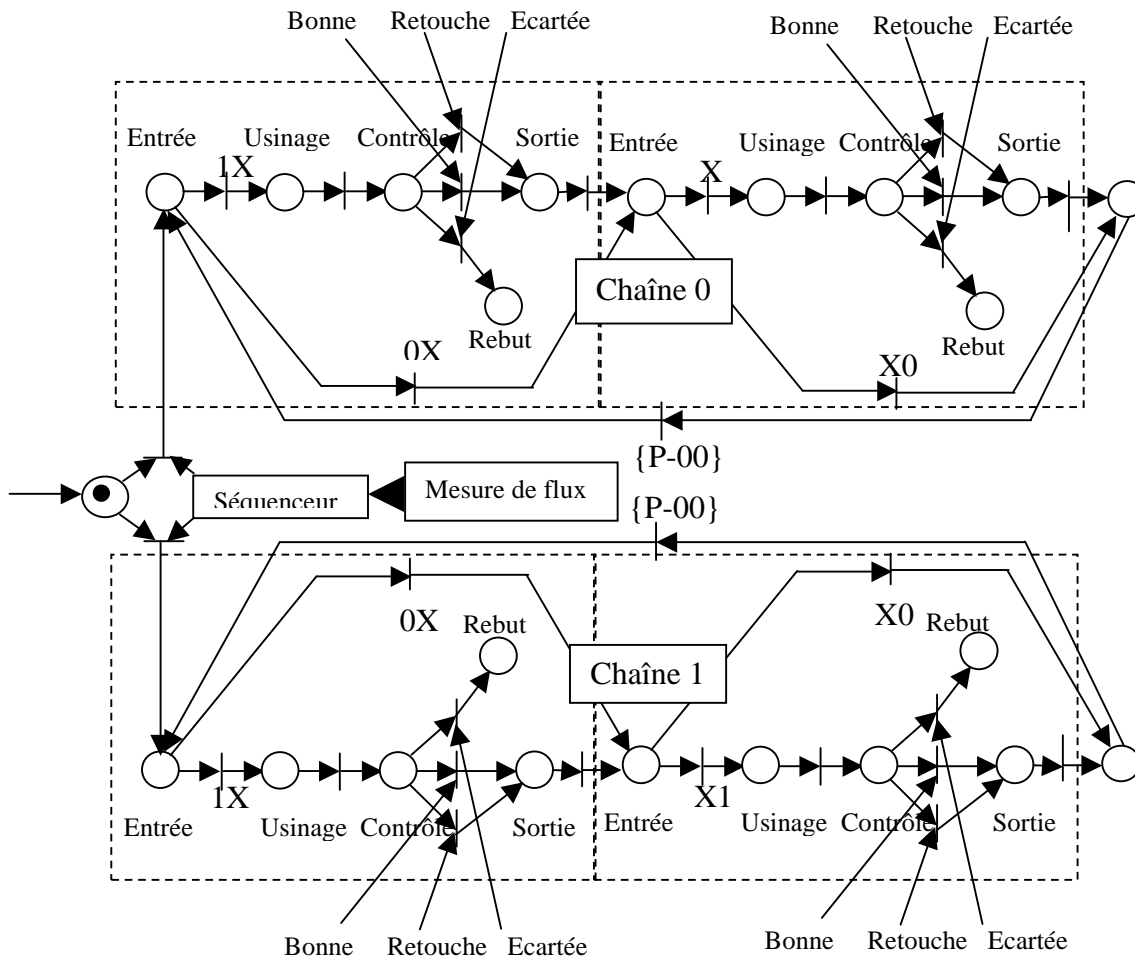 Bonne Retouche Ecartée Bonne Retouche Ecartée
Entrée Usinage Contrôle Sortie Entrée Usinage Contrôle Sortie
1X X
Chaîne 0
Rebut Rebut
0X X0
{P-00}
Séquenceur Mesure de flux
{P-00}
0X Rebut X0 Rebut
Chaîne 1
1X X1
Entrée Usinage Contrôle Sortie Entrée Usinage Contrôle Sortie
Bonne Retouche Ecartée Bonne Retouche Ecartée